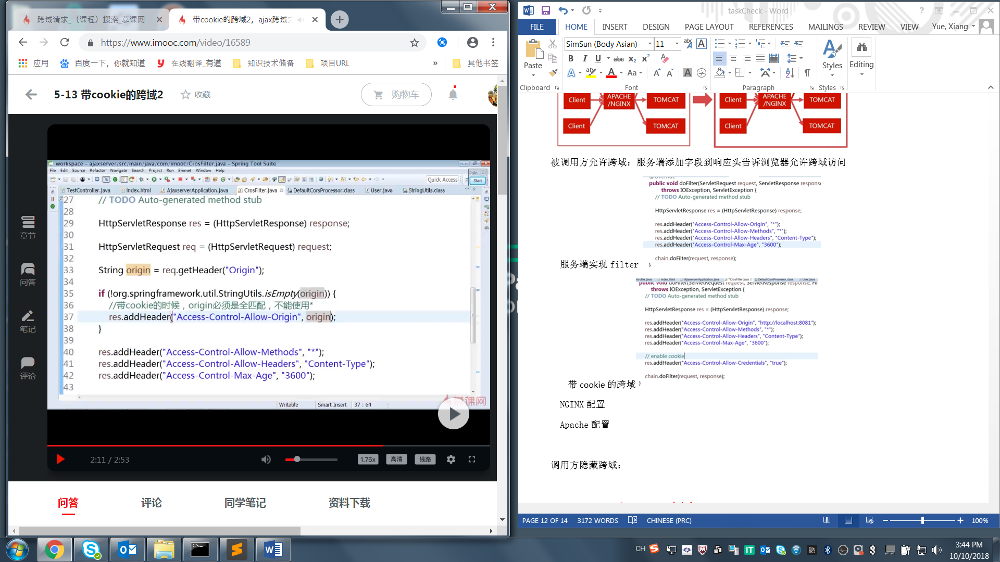 跨域请求_（课程）搜索_慕课网
带cookie的跨域2，ajax跨域完
https://www.imooc.com/video/16589
应用
百度一下，你就知道
在线翻译_有道
知识技术储备
项目URL
»
其他书签
5-13 带cookie的跨域2
收藏
购物车
章节
问答
笔记
评论
workspace - ajaxserver/src/main/java/com/imooc/CrosFilter.java - Spring Tool Suite
File Edit Source Refactor Navigate Search Project Run Emmet Window Help
Quick Access
Start
TestController.java index.html AjaxserverApplication.java CrosFilter.java DefaultCorsProcessor.class User.java StringUtils.class
27 // TODO Auto-generated method stub
28
29 HttpServletResponse res = (HttpServletResponse) response;
30
31 HttpServletRequest req = (HttpServletRequest) request;
32
33 String origin = req.getHeader("Origin");
34
35 if (!org.springframework.util.StringUtils.isEmpty(origin)) {
36 //带cookie的时候，origin必须是全匹配，不能使用*
37 res.addHeader("Access-Control-Allow-Origin", origin);
38 }
39
40 res.addHeader("Access-Control-Allow-Methods", "*");
41 res.addHeader("Access-Control-Allow-Headers", "Content-Type");
42 res.addHeader("Access-Control-Max-Age", "3600");
43
Writable Smart Insert 37 : 64
慕课网
2:11 / 2:53
1.75x 高清 线路
问答 评论 同学笔记 资料下载
taskCheck - Word
FILE HOME INSERT DESIGN PAGE LAYOUT REFERENCES MAILINGS REVIEW VIEW Yue, Xiang
SimSun (Body Asian) 11
Paste
Styles
Editing
Clipboard Font Paragraph Styles
Client APACHE /NGINX TOMCAT
Client TOMCAT
Client APACHE /NGINX TOMCAT
Client TOMCAT
被调用方允许跨域：服务端添加字段到响应头告诉浏览器允许跨域访问
public void doFilter(ServletRequest request, ServletResponse response
throws IOException, ServletException {
// TODO Auto-generated method stub
HttpServletResponse res = (HttpServletResponse) response;
res.addHeader("Access-Control-Allow-Origin", "*");
res.addHeader("Access-Control-Allow-Methods", "*");
res.addHeader("Access-Control-Allow-Headers", "Content-Type");
res.addHeader("Access-Control-Max-Age", "3600");
chain.doFilter(request, response);
}
服务端实现 filter
public void doFilter(ServletRequest request, ServletResponse response, Fil
throws IOException, ServletException {
// TODO Auto-generated method stub
HttpServletResponse res = (HttpServletResponse) response;
res.addHeader("Access-Control-Allow-Origin", "http://localhost:8081");
res.addHeader("Access-Control-Allow-Methods", "*");
res.addHeader("Access-Control-Allow-Headers", "Content-Type");
res.addHeader("Access-Control-Max-Age", "3600");
// enable cookie
res.addHeader("Access-Control-Allow-Credentials", "true");
chain.doFilter(request, response);
}
带 cookie 的跨域
NGINX 配置
Apache 配置
调用方隐藏跨域：
PAGE 12 OF 14 3172 WORDS CHINESE (PRC) 100%
CH
3:44 PM
10/10/2018